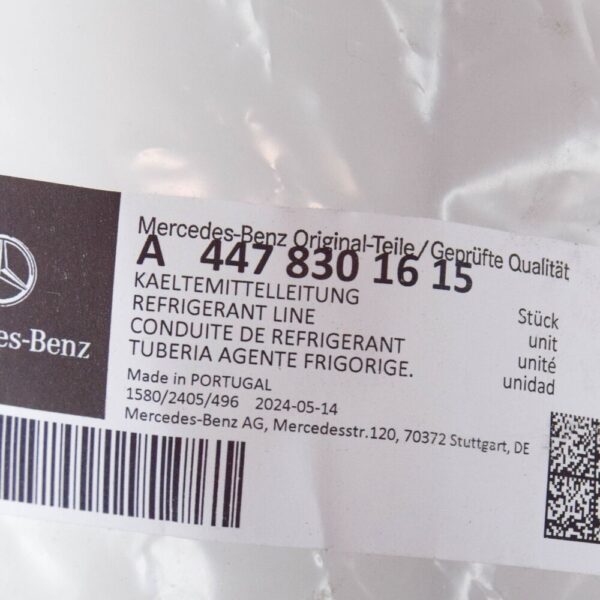 Mercedes-Benz Original-Teile/Geprüfte Qualität
A 447 830 16 15
KAELTEMITTELLEITUNG
REFRIGERANT LINE
CONDUITE DE REFRIGERANT
TUBERIA AGENTE FRIGORIGE.
Stück
unit
unité
unidad
Made in PORTUGAL
1580/2405/496 2024-05-14
Mercedes-Benz AG, Mercedesstr.120, 70372 Stuttgart, DE
des-Benz